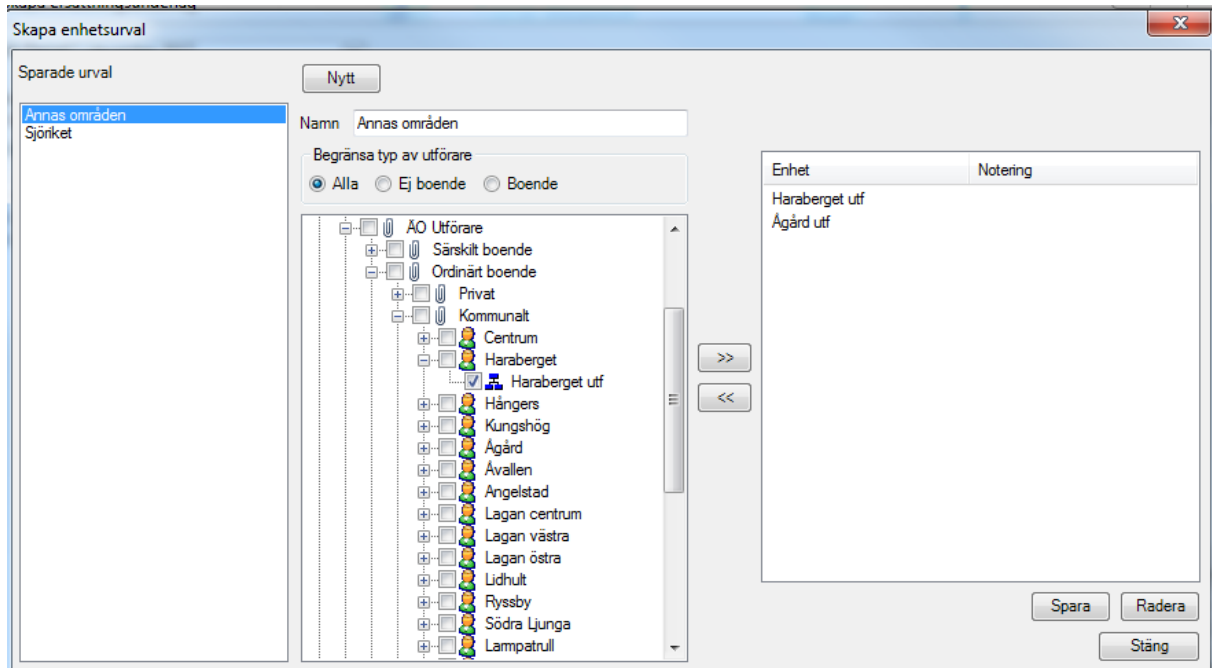 Skapa enhetsurval
Sparade urval
Annas områden
Sjöriket
Nytt
Namn Annas områden
Begränsa typ av utförare
Alla Ej boende Boende
ÄO Utförare
Särskilt boende
Ordinärt boende
Privat
Kommunalt
Centrum
Haraberget
Haraberget utf
Hångers
Kungshög
Ågård
Åvallen
Angelstad
Lagan centrum
Lagan västra
Lagan östra
Lidhult
Ryssby
Södra Ljunga
Lampatrull
>>
<<
Enhet Notering
Haraberget utf
Ågård utf
Spara Radera
Stäng